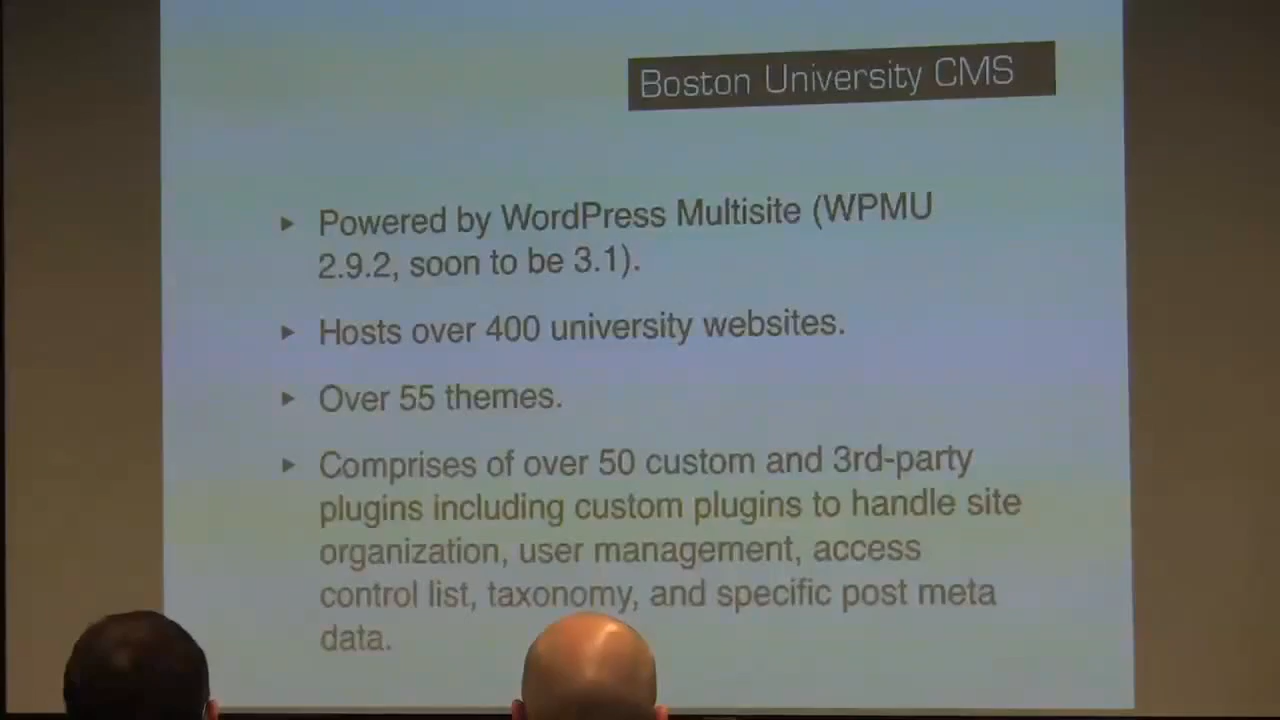 Boston University CMS
▸ Powered by WordPress Multisite (WPMU
2.9.2, soon to be 3.1).
▸ Hosts over 400 university websites.
▸ Over 55 themes.
▸ Comprises of over 50 custom and 3rd-party
plugins including custom plugins to handle site
organization, user management, access
control list, taxonomy, and specific post meta
data.